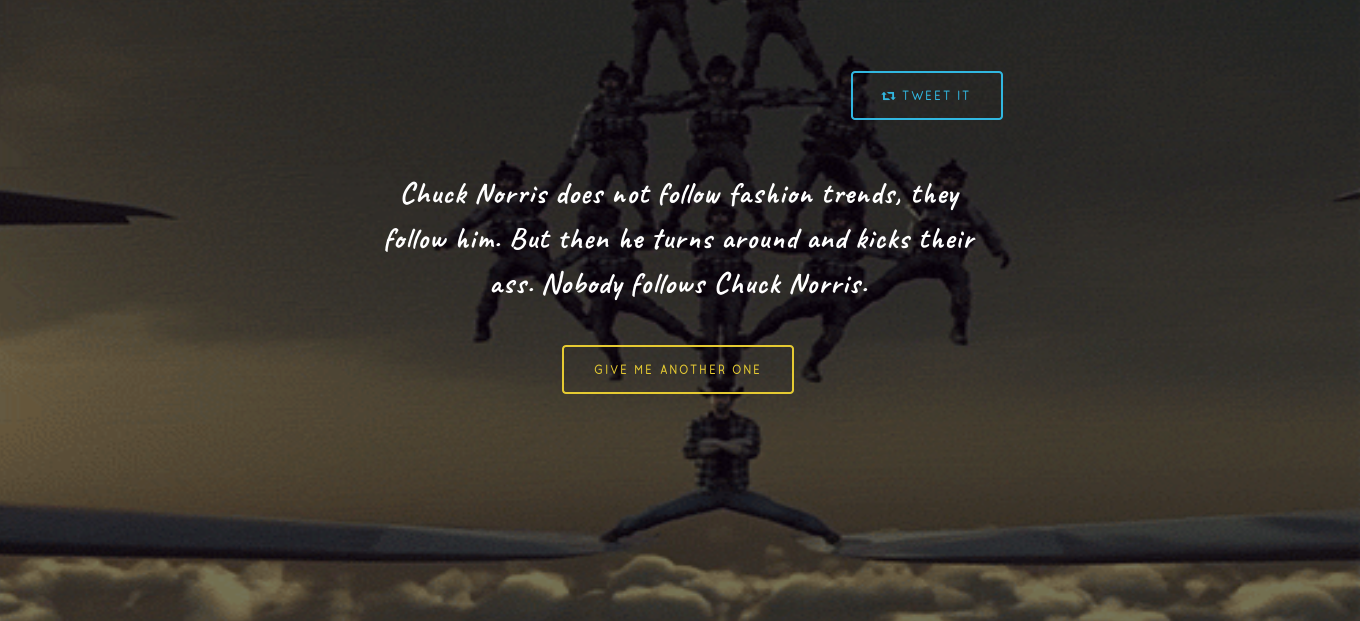 TWEET IT
Chuck Norris does not follow fashion trends, they
follow him. But then he turns around and kicks their
ass. Nobody follows Chuck Norris.
GIVE ME ANOTHER ONE